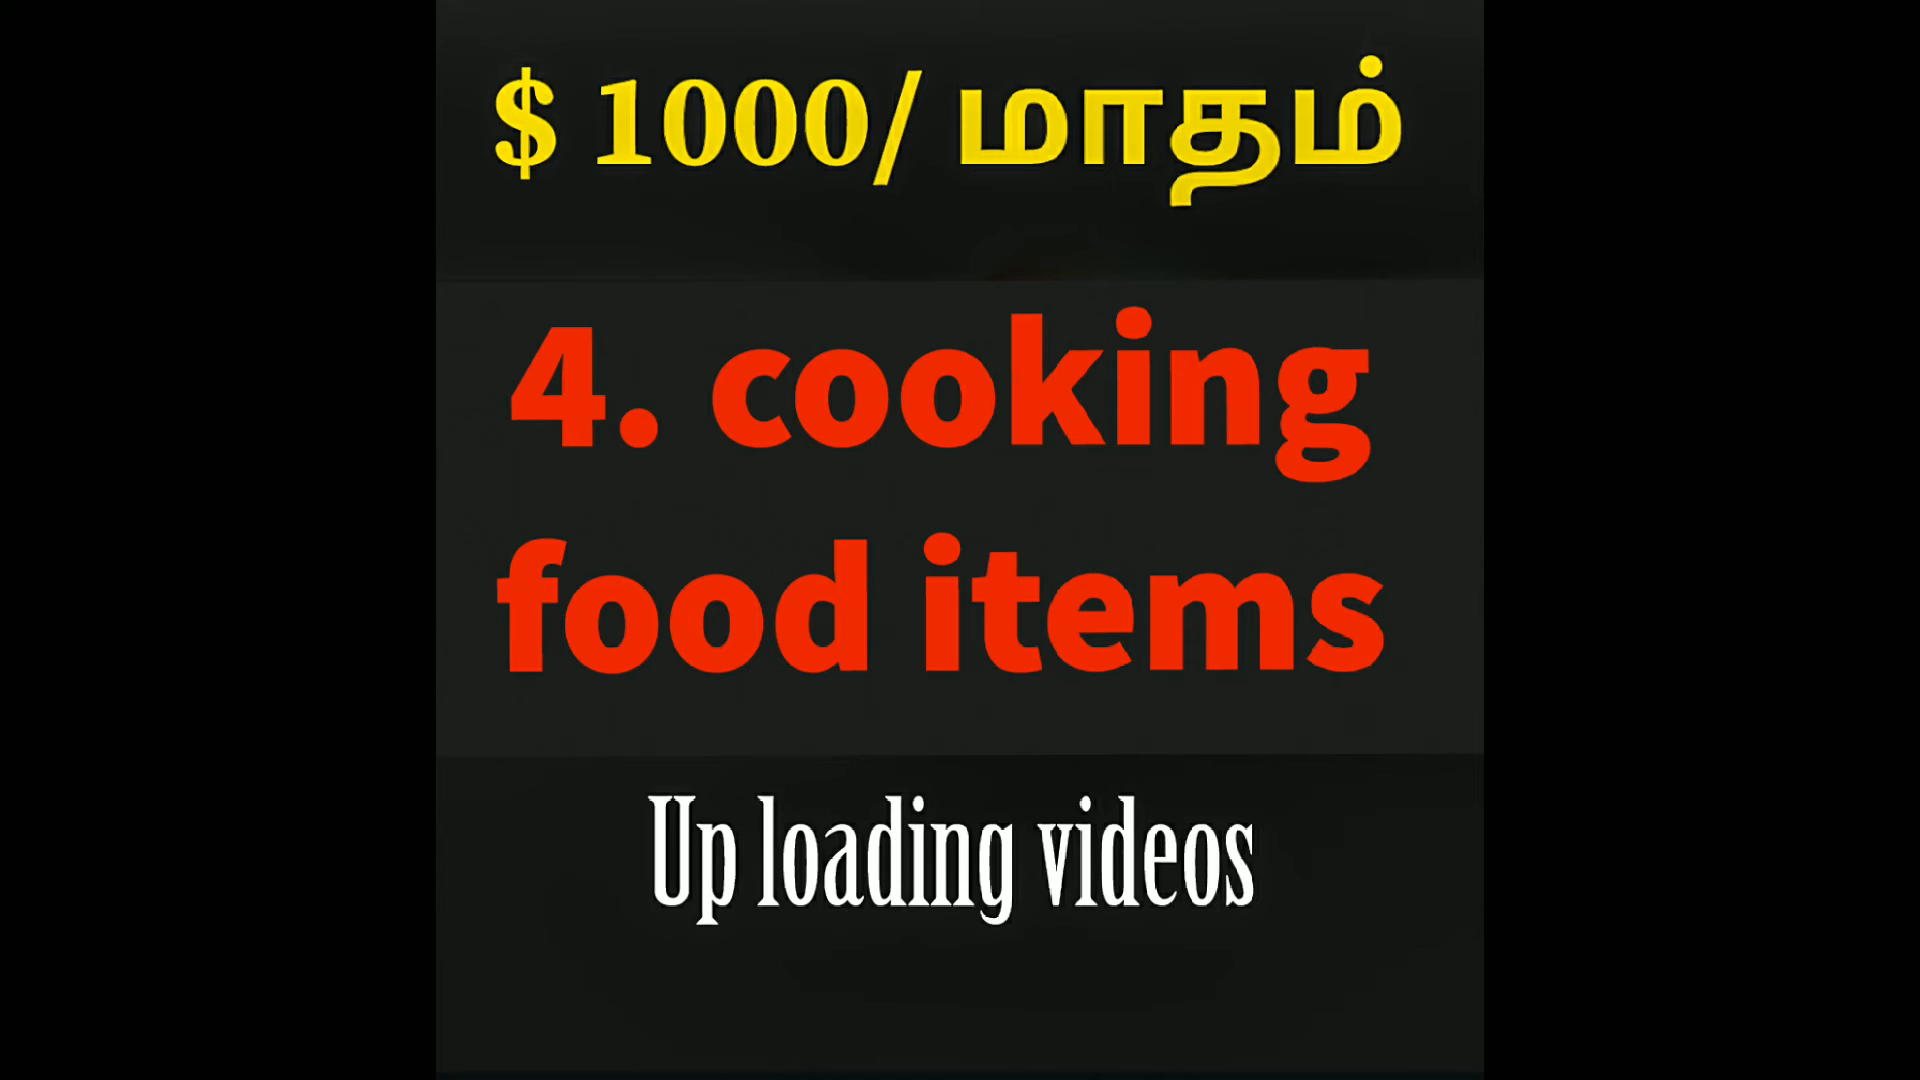 $ 1000/ மாதம்
4. cooking
food items
Up loading videos